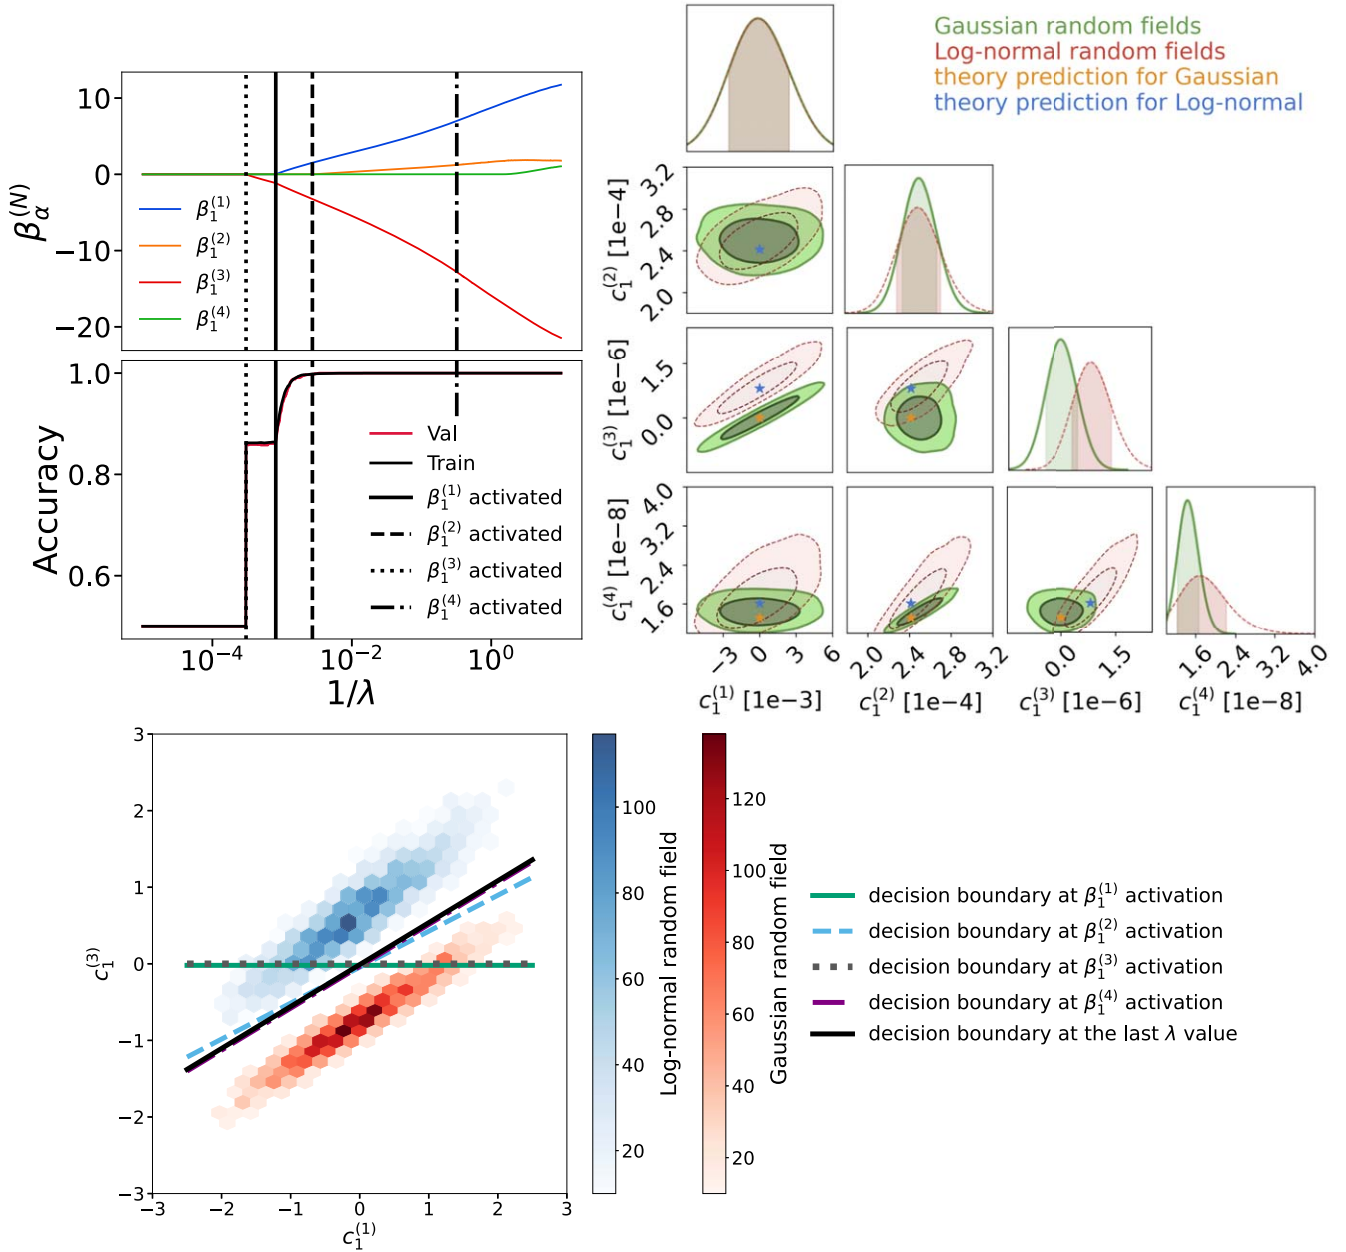 Gaussian random fields
Log-normal random fields
theory prediction for Gaussian
theory prediction for Log-normal
10
0
−10
−20
β_α^(N)
β_1^(1)
β_1^(2)
β_1^(3)
β_1^(4)
1.0
0.8
0.6
Accuracy
Val
Train
β_1^(1) activated
β_1^(2) activated
β_1^(3) activated
β_1^(4) activated
10^−4
10^−2
10^0
1/λ
3.2
2.8
2.4
2.0
c_1^(2) [1e−4]
1.5
0.0
c_1^(3) [1e−6]
4.0
3.2
2.4
1.6
c_1^(4) [1e−8]
−3 0 3 6
2.0 2.4 2.8 3.2
0.0 1.5
1.6 2.4 3.2 4.0
c_1^(1) [1e−3]
c_1^(2) [1e−4]
c_1^(3) [1e−6]
c_1^(4) [1e−8]
3
2
1
0
−1
−2
−3
c_1^(3)
−3 −2 −1 0 1 2 3
c_1^(1)
100
80
60
40
20
Log-normal random field
120
100
80
60
40
20
Gaussian random field
decision boundary at β_1^(1) activation
decision boundary at β_1^(2) activation
decision boundary at β_1^(3) activation
decision boundary at β_1^(4) activation
decision boundary at the last λ value